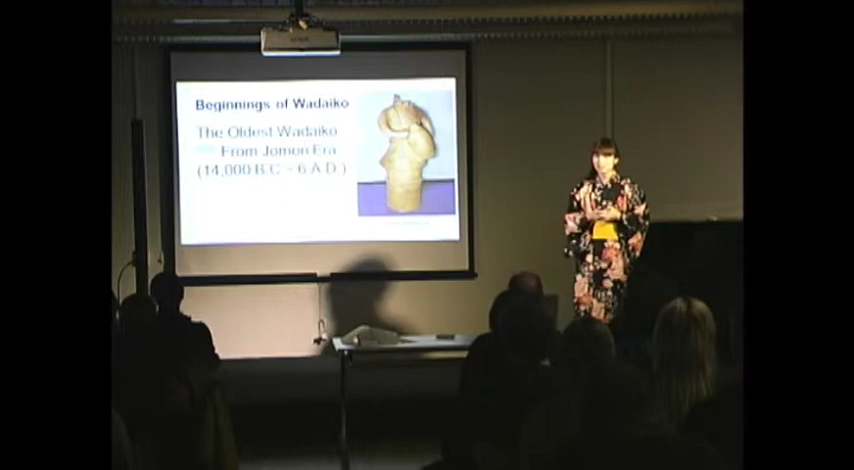 Beginnings of Wadaiko
The Oldest Wadaiko
From Jomon Era
(14,000 B.C ~ 6 A.D.)